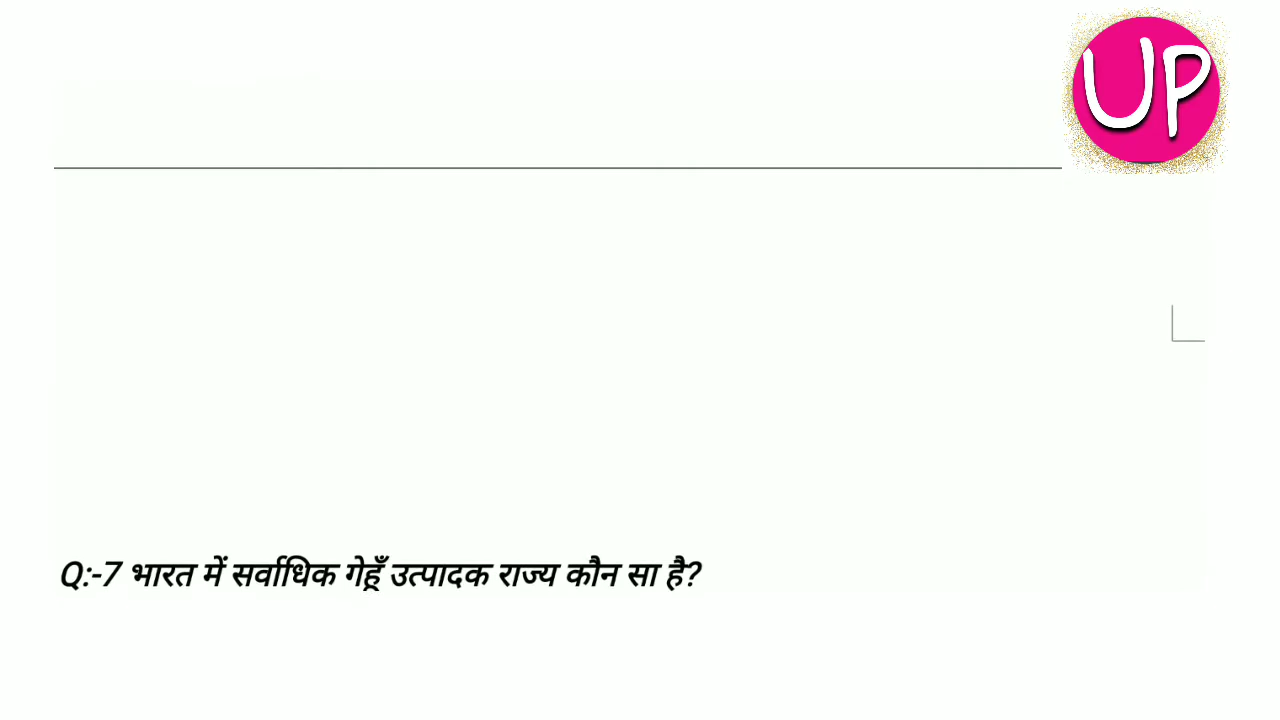 UP
Q:-7 भारत में सर्वाधिक गेहूँ उत्पादक राज्य कौन सा है?